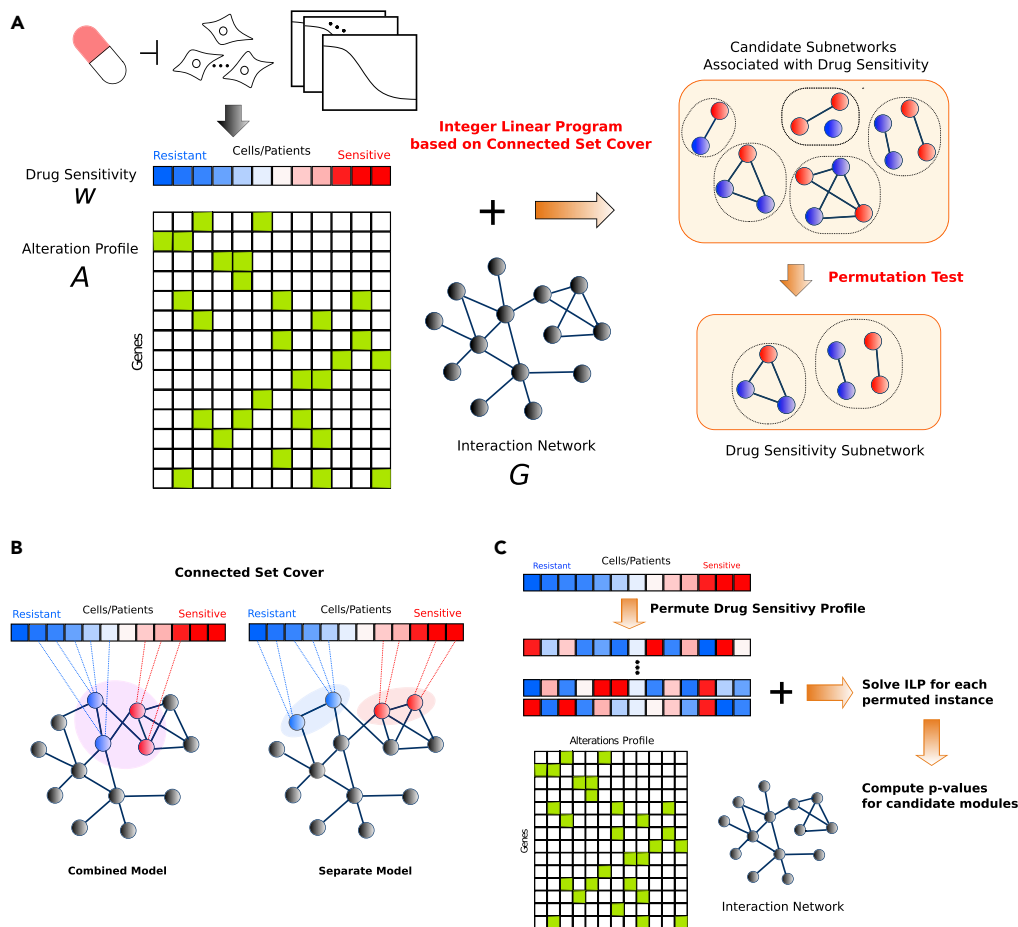 A
Candidate Subnetworks
Associated with Drug Sensitivity
Integer Linear Program
based on Connected Set Cover
Resistant
Cells/Patients
Sensitive
Drug Sensitivity
W
Alteration Profile
A
Genes
Permutation Test
Interaction Network
G
Drug Sensitivity Subnetwork
B
Connected Set Cover
Resistant
Cells/Patients
Sensitive
Resistant
Cells/Patients
Sensitive
Combined Model
Separate Model
C
Resistant
Cells/Patients
Sensitive
Permute Drug Sensitivy Profile
Solve ILP for each
permuted instance
Alterations Profile
Genes
Compute p-values
for candidate modules
Interaction Network